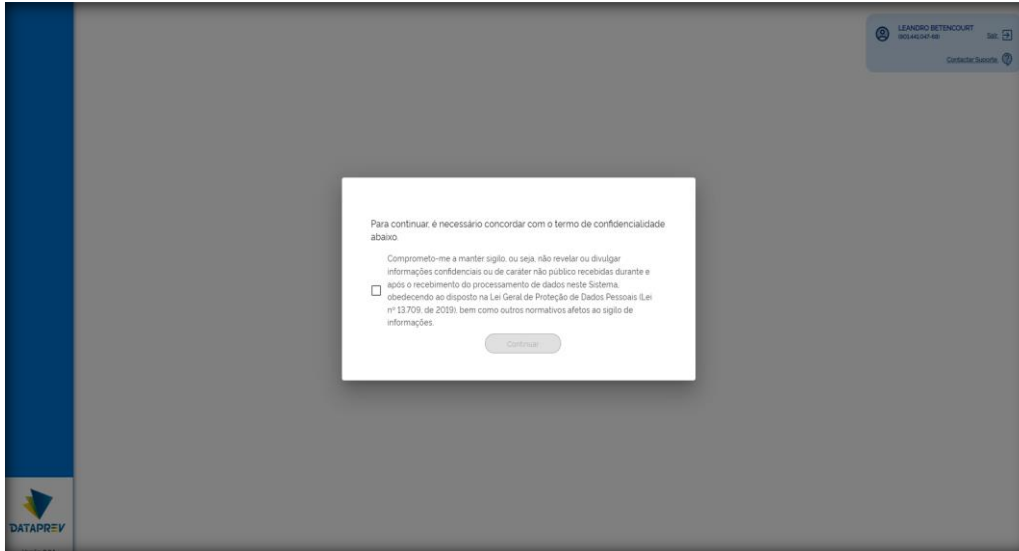 LEANDRO BETENCOURT
Sair
Contactar Suporte
Para continuar, é necessário concordar com o termo de confidencialidade
abaixo
Comprometo-me a manter sigilo, ou seja, não revelar ou divulgar
informações confidenciais ou de caráter não público recebidas durante e
após o recebimento do processamento de dados neste Sistema,
obedecendo ao disposto na Lei Geral de Proteção de Dados Pessoais (Lei
nº 13.709, de 2019), bem como outros normativos afetos ao sigilo de
informações.
Continuar
DATAPREV